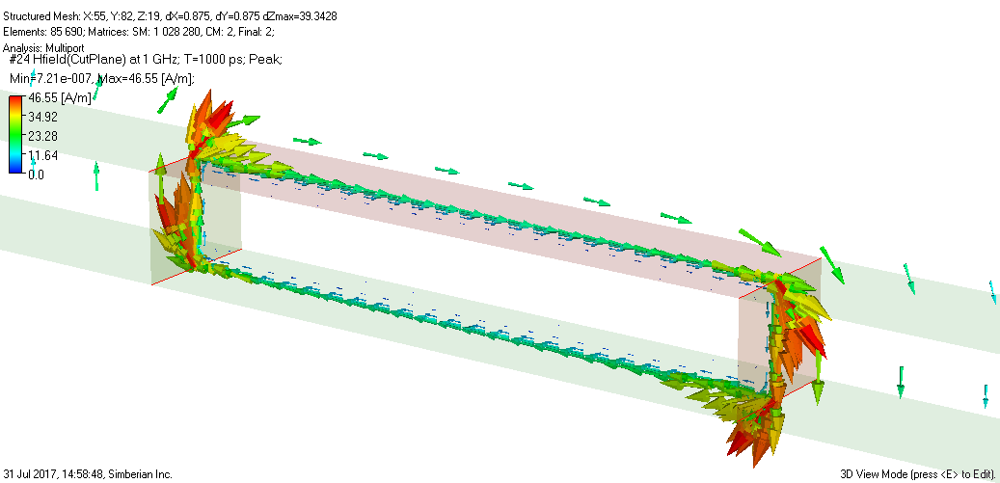 Structured Mesh: X:55, Y:82, Z:19, dX=0.875, dY=0.875 dZmax=39.3428
Elements: 85 690; Matrices: SM: 1 028 280, CM: 2, Final: 2;
Analysis: Multiport
#24 Hfield(CutPlane) at 1 GHz; T=1000 ps; Peak;
Min=7.21e-007, Max=46.55 [A/m];
46.55 [A/m]
34.92
23.28
11.64
0.0
31 Jul 2017, 14:58:48, Simberian Inc.
3D View Mode (press <E> to Edit).